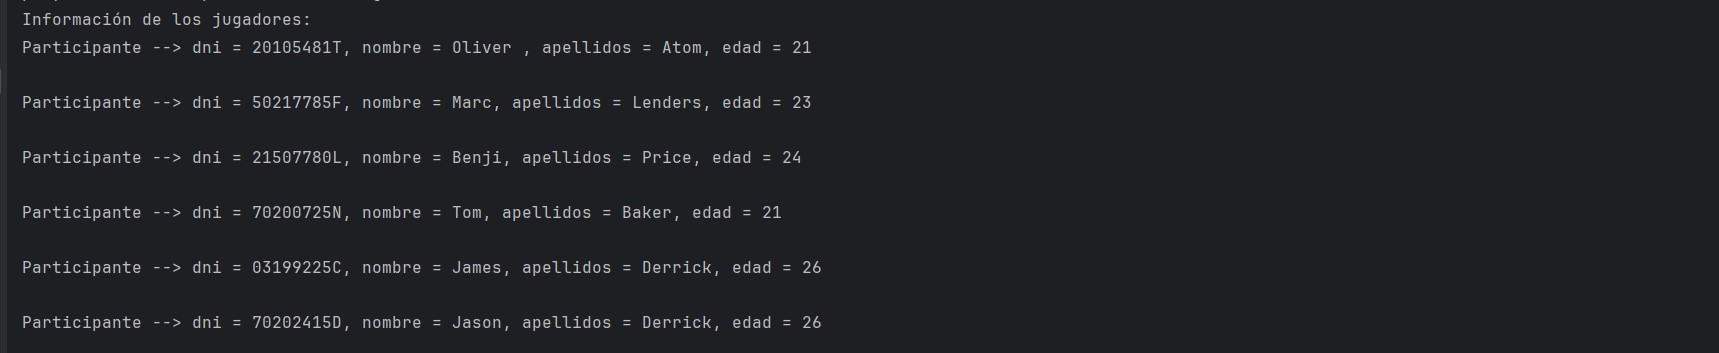 Información de los jugadores:
Participante --> dni = 20105481T, nombre = Oliver , apellidos = Atom, edad = 21
Participante --> dni = 50217785F, nombre = Marc, apellidos = Lenders, edad = 23
Participante --> dni = 21507780L, nombre = Benji, apellidos = Price, edad = 24
Participante --> dni = 70200725N, nombre = Tom, apellidos = Baker, edad = 21
Participante --> dni = 03199225C, nombre = James, apellidos = Derrick, edad = 26
Participante --> dni = 70202415D, nombre = Jason, apellidos = Derrick, edad = 26